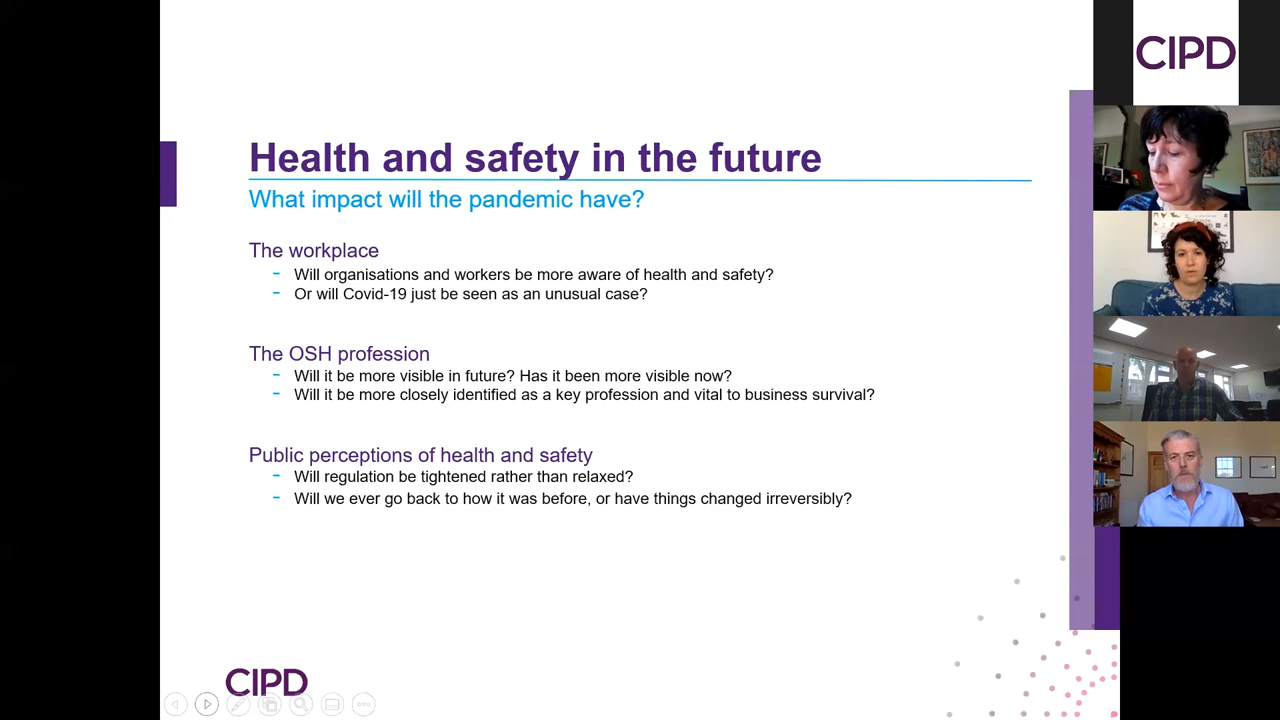 Health and safety in the future
What impact will the pandemic have?
The workplace
- Will organisations and workers be more aware of health and safety?
- Or will Covid-19 just be seen as an unusual case?
The OSH profession
- Will it be more visible in future? Has it been more visible now?
- Will it be more closely identified as a key profession and vital to business survival?
Public perceptions of health and safety
- Will regulation be tightened rather than relaxed?
- Will we ever go back to how it was before, or have things changed irreversibly?
CIPD
CIPD